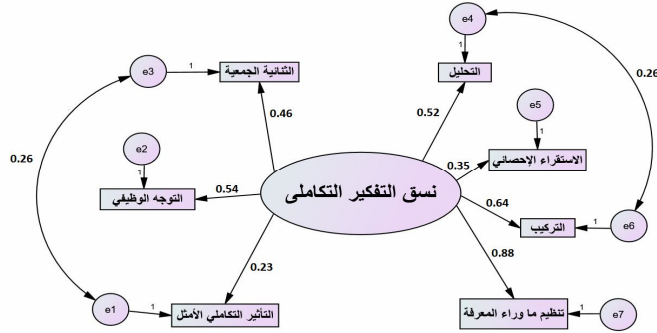 e4
1
التحليل
0.26
e3
1
الثنائية الجمعية
0.46
0.52
e5
1
الاستقراء الإحصائي
0.35
0.26
e2
1
التوجه الوظيفي
0.54
نسق التفكير التكاملى
0.64
التركيب
1
e6
0.23
0.88
e1
1
التأثير التكاملي الأمثل
تنظيم ما وراء المعرفة
1
e7